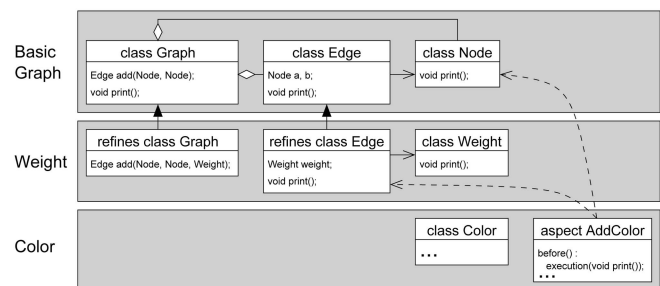 Basic
Graph
class Graph
Edge add(Node, Node);
void print();
class Edge
Node a, b;
void print();
class Node
void print();
Weight
refines class Graph
Edge add(Node, Node, Weight);
refines class Edge
Weight weight;
void print();
class Weight
void print();
Color
class Color
...
aspect AddColor
before() :
execution(void print());
...